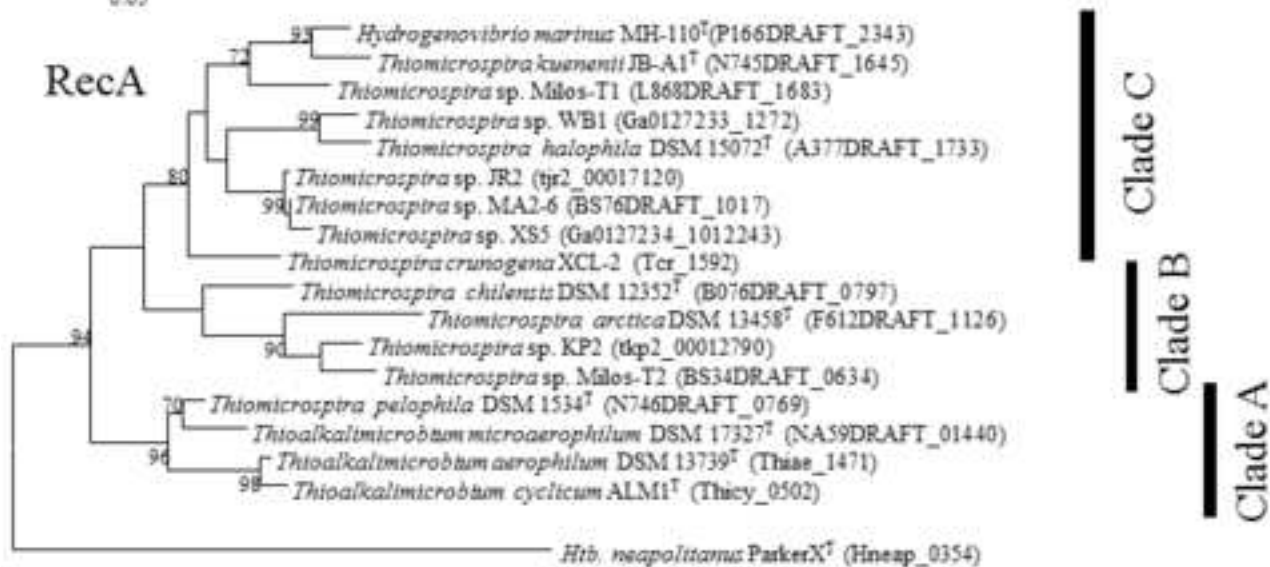 RecA
93 Hydrogenovibrio marinus MH-110ᵀ(P166DRAFT_2343)
Thiomicrospira kuenenii JB-A1ᵀ (N745DRAFT_1645)
72
Thiomicrospira sp. Milos-T1 (L868DRAFT_1683)
99 Thiomicrospira sp. WB1 (Ga0127233_1272)
Thiomicrospira halophila DSM 15072ᵀ (A377DRAFT_1733)
80 Thiomicrospira sp. JR2 (tjr2_00017120)
99 Thiomicrospira sp. MA2-6 (BS76DRAFT_1017)
Thiomicrospira sp. XS5 (Ga0127234_1012243)
Thiomicrospira crunogena XCL-2 (Tcr_1592)
Thiomicrospira chilensis DSM 12352ᵀ (B076DRAFT_0797)
Thiomicrospira arctica DSM 13458ᵀ (F612DRAFT_1126)
90 Thiomicrospira sp. KP2 (tkp2_00012790)
Thiomicrospira sp. Milos-T2 (BS34DRAFT_0634)
70 Thiomicrospira pelophila DSM 1534ᵀ (N746DRAFT_0769)
Thioalkalimicrobium microaerophilum DSM 17327ᵀ (NA59DRAFT_01440)
96 Thioalkalimicrobium aerophilum DSM 13739ᵀ (Thiae_1471)
98 Thioalkalimicrobium cyclicum ALM1ᵀ (Thicy_0502)
Htb. neapolitanus ParkerXᵀ (Hneap_0354)
Clade C
Clade B
Clade A